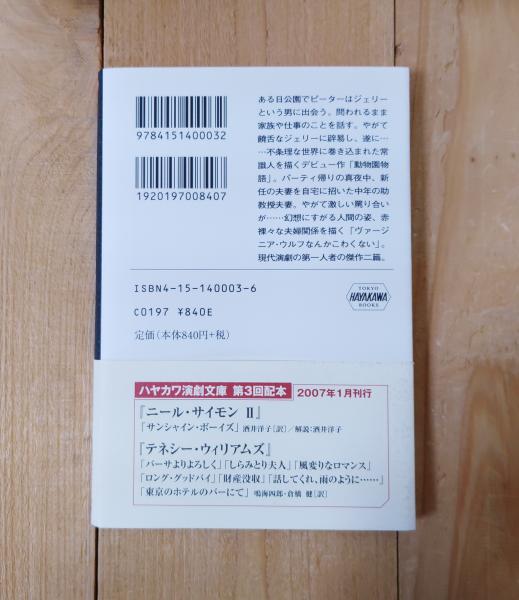 9784151400032
1920197008407
ある日公園でピーターはジェリー
という男に出会う。問われるまま
家族や仕事のことを話す。やがて
饒舌なジェリーに辟易し、遂に…
…不条理な世界に巻き込まれた常
識人を描くデビュー作「動物園物
語」。パーティ帰りの真夜中、新
任の夫妻を自宅に招いた中年の助
教授夫妻。やがて激しい罵り合い
が……幻想にすがる人間の姿、赤
裸々な夫婦関係を描く「ヴァージ
ニア・ウルフなんかこわくない」。
現代演劇の第一人者の傑作二篇。
ISBN4-15-140003-6
C0197 ¥840E
定価(本体840円+税)
TOKYO
HAYAKAWA
BOOKS
ハヤカワ演劇文庫 第3回配本 2007年1月刊行
『ニール・サイモン II』
「サンシャイン・ボーイズ」酒井洋子[訳]/解説:酒井洋子
『テネシー・ウィリアムズ』
「バーサよりよろしく」「しらみとり夫人」「風変りなロマンス」
「ロング・グッドバイ」「財産没収」「話してくれ、雨のように……」
「東京のホテルのバーにて」鳴海四郎・倉橋 健[訳]